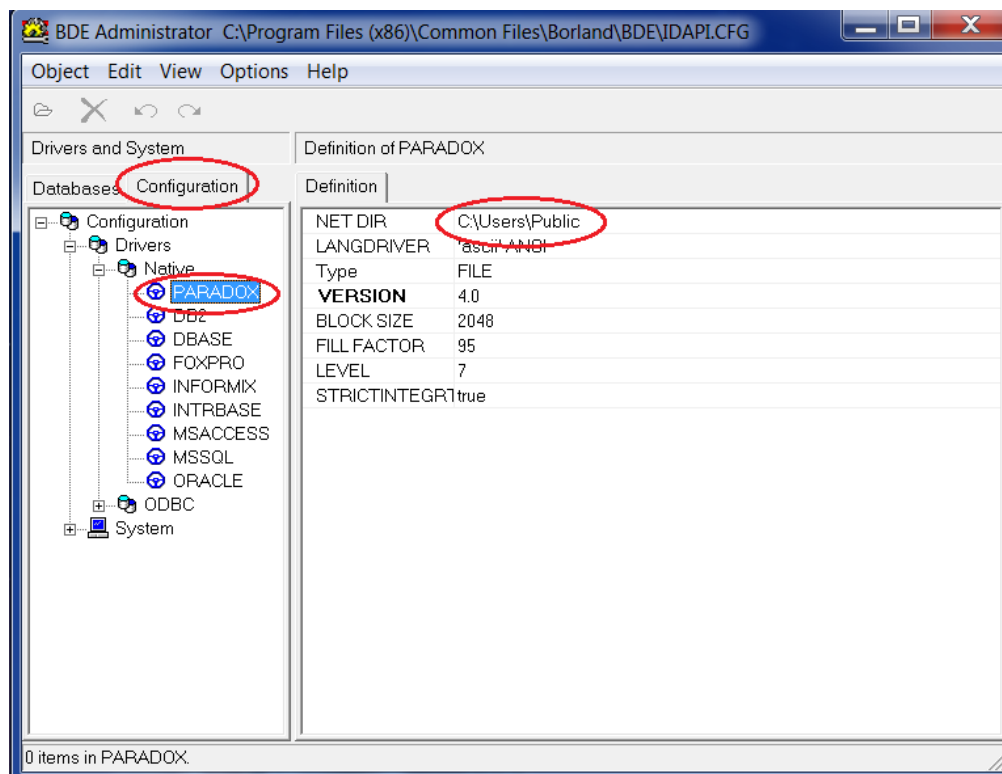 BDE Administrator C:\Program Files (x86)\Common Files\Borland\BDE\IDAPI.CFG
Object Edit View Options Help
Drivers and System
Definition of PARADOX
Databases Configuration
Definition
Configuration
Drivers
Native
PARADOX
DB2
DBASE
FOXPRO
INFORMIX
INTRBASE
MSACCESS
MSSQL
ORACLE
ODBC
System
NET DIR C:\Users\Public
LANGDRIVER 'ascii' ANSI
Type FILE
VERSION 4.0
BLOCK SIZE 2048
FILL FACTOR 95
LEVEL 7
STRICTINTEGRT true
0 items in PARADOX.